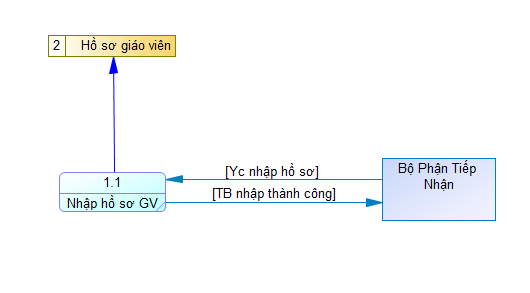 2 Hồ sơ giáo viên
[Yc nhập hồ sơ]
Bộ Phận Tiếp
Nhận
1.1
[TB nhập thành công]
Nhập hồ sơ GV